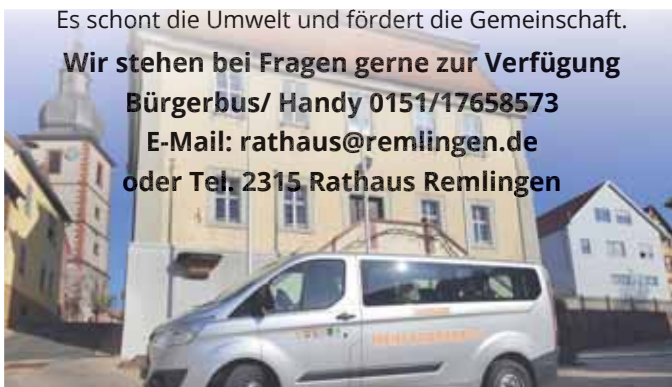 Es schont die Umwelt und fördert die Gemeinschaft.
Wir stehen bei Fragen gerne zur Verfügung
Bürgerbus/ Handy 0151/17658573
E-Mail: rathaus@remlingen.de
oder Tel. 2315 Rathaus Remlingen